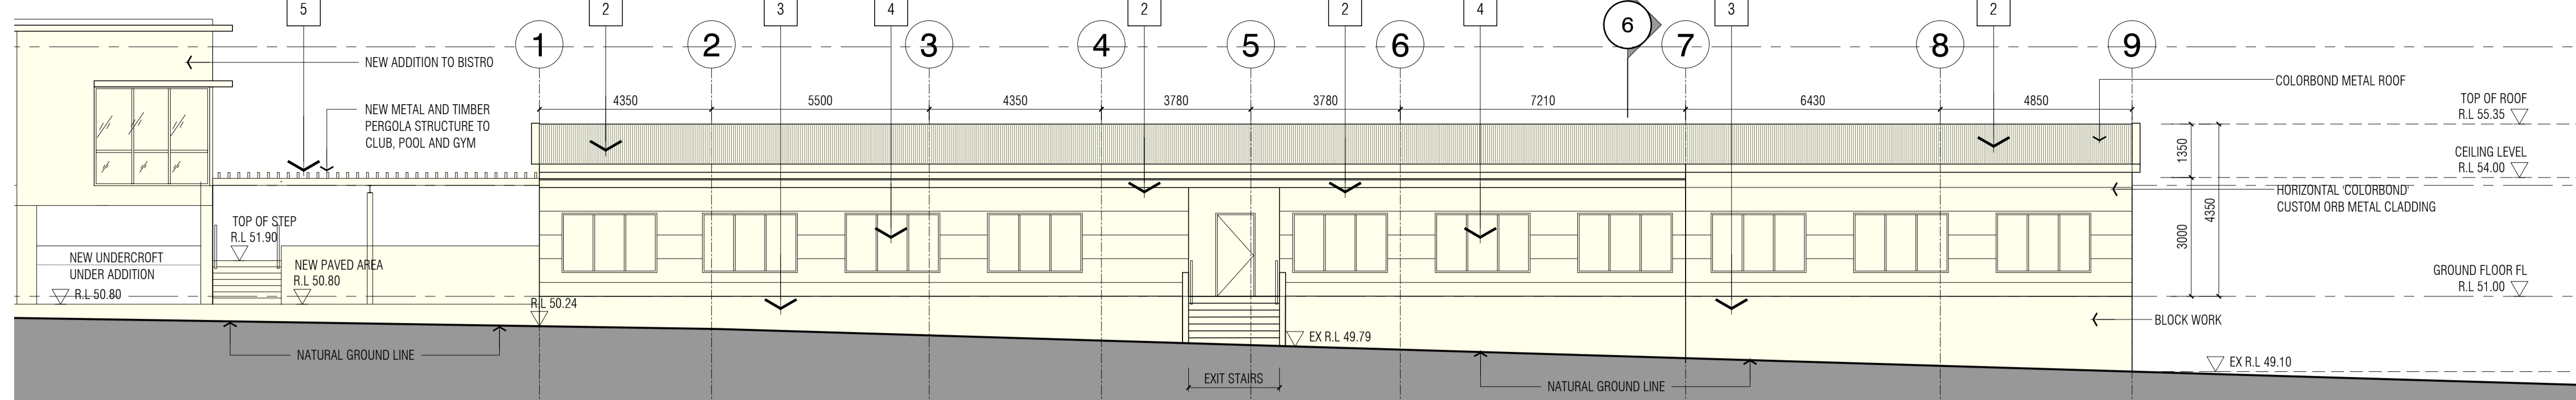 5
2
3
4
2
2
4
6
3
2
1
2
3
4
5
6
7
8
9
NEW ADDITION TO BISTRO
COLORBOND METAL ROOF
4350
5500
4350
3780
3780
7210
6430
4850
TOP OF ROOF
R.L 55.35
NEW METAL AND TIMBER
PERGOLA STRUCTURE TO
CLUB, POOL AND GYM
1350
CEILING LEVEL
R.L 54.00
HORIZONTAL 'COLORBOND'
CUSTOM ORB METAL CLADDING
4350
3000
TOP OF STEP
R.L 51.90
NEW UNDERCROFT
UNDER ADDITION
R.L 50.80
NEW PAVED AREA
R.L 50.80
R.L 50.24
GROUND FLOOR FL
R.L 51.00
BLOCK WORK
EX R.L 49.79
NATURAL GROUND LINE
EX R.L 49.10
EXIT STAIRS
NATURAL GROUND LINE